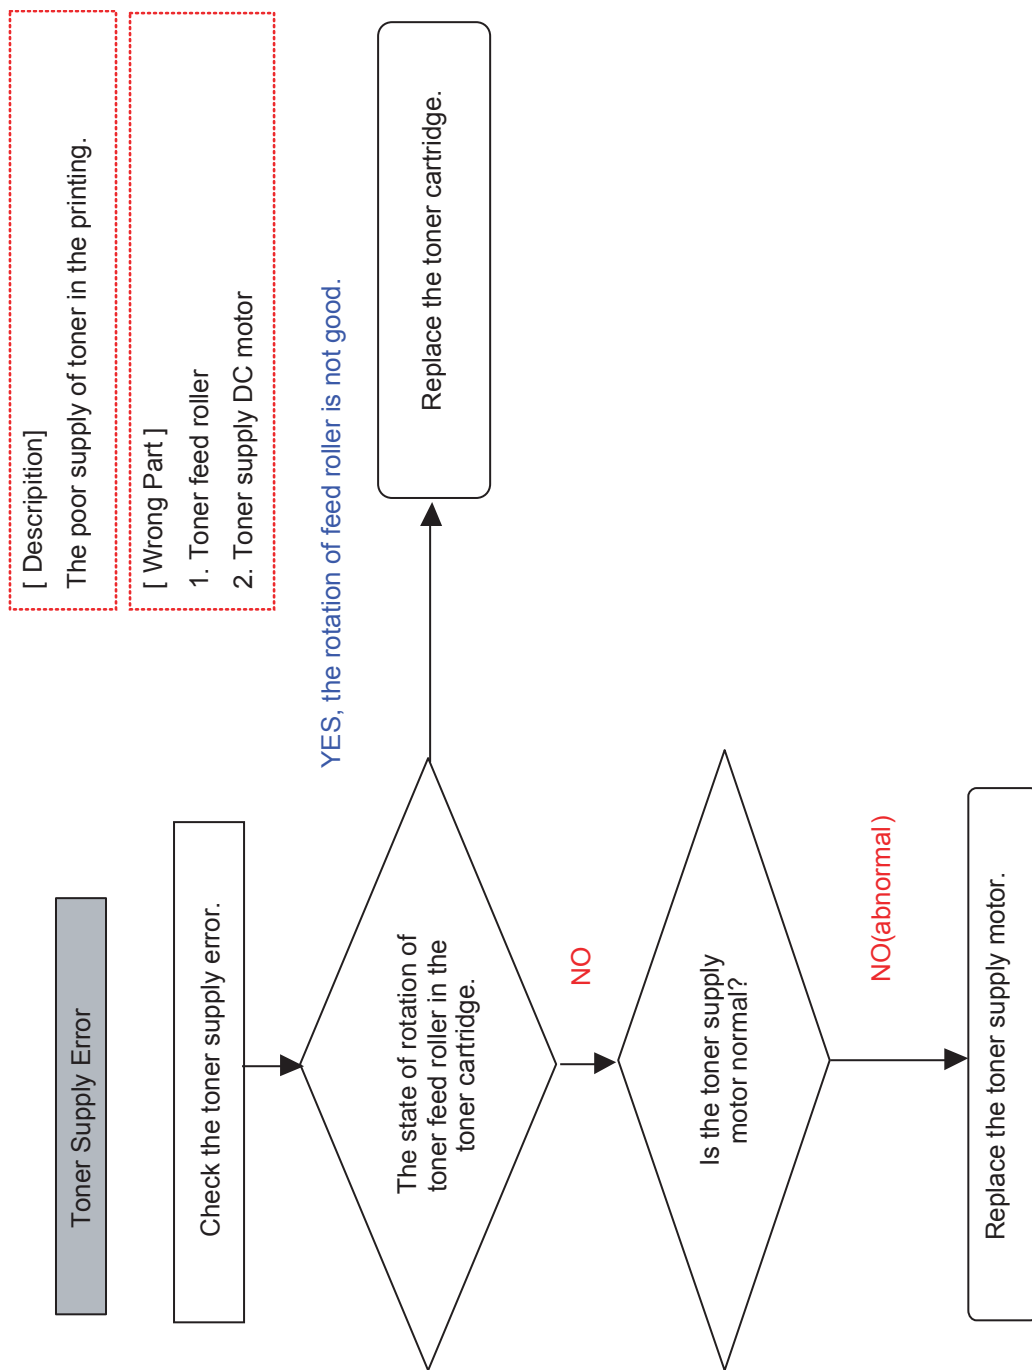 Toner Supply Error
[ Descripition]
The poor supply of toner in the printing.
[ Wrong Part ]
1. Toner feed roller
2. Toner supply DC motor
Check the toner supply error.
The state of rotation of
toner feed roller in the
toner cartridge.
YES, the rotation of feed roller is not good.
Replace the toner cartridge.
NO
Is the toner supply
motor normal?
NO(abnormal)
Replace the toner supply motor.